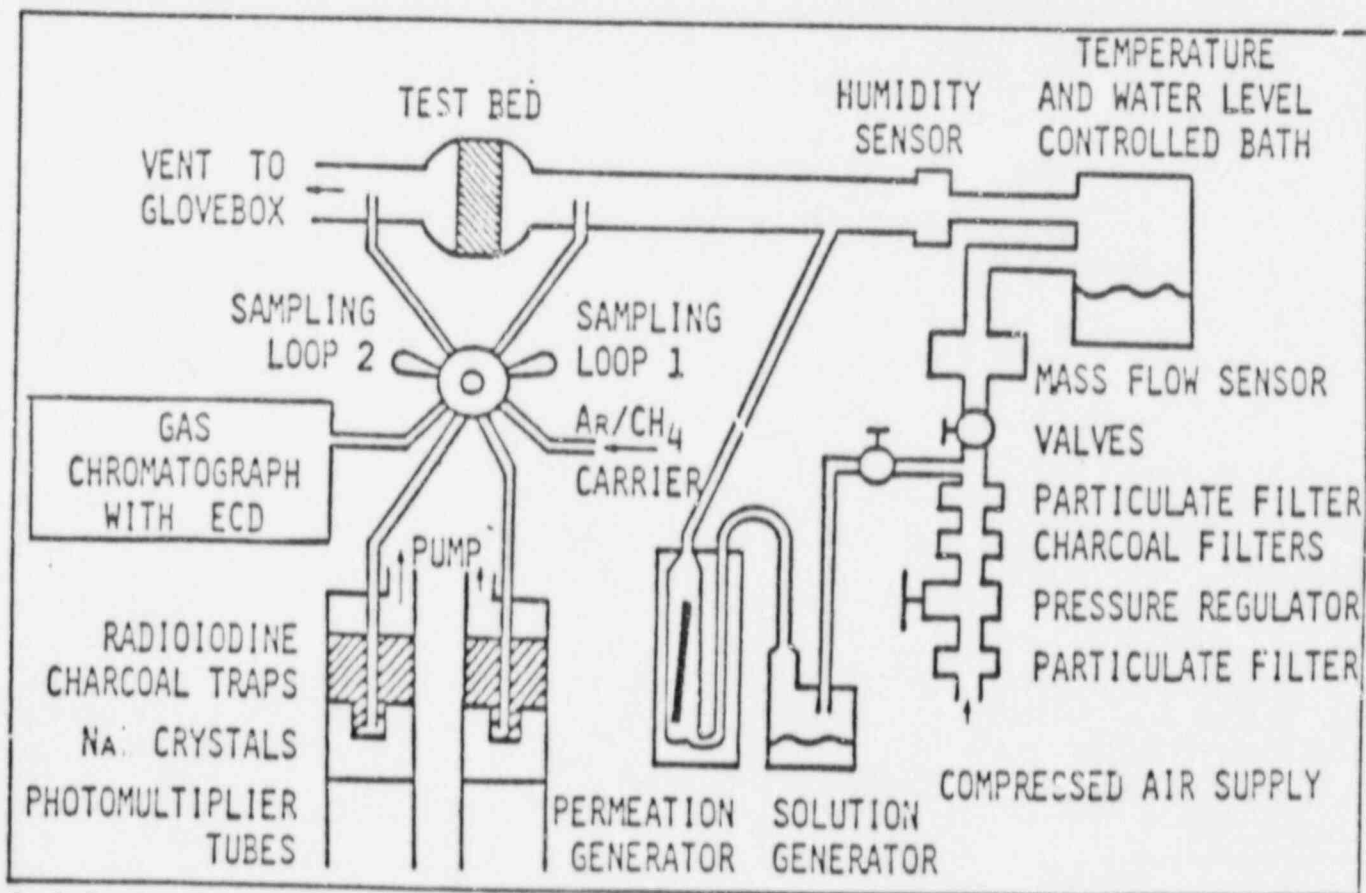 TEMPERATURE
AND WATER LEVEL
CONTROLLED BATH
HUMIDITY
SENSOR
TEST BED
VENT TO
GLOVEBOX
SAMPLING
LOOP 2
SAMPLING
LOOP 1
MASS FLOW SENSOR
GAS
CHROMATOGRAPH
WITH ECD
AR/CH4
CARRIER
VALVES
PARTICULATE FILTER
CHARCOAL FILTERS
PRESSURE REGULATOR
PARTICULATE FILTER
PUMP
RADIOIODINE
CHARCOAL TRAPS
CRYSTALS
PHOTOMULTIPLIER
TUBES
PERMEATION
GENERATOR
SOLUTION
GENERATOR
COMPRESSED AIR SUPPLY